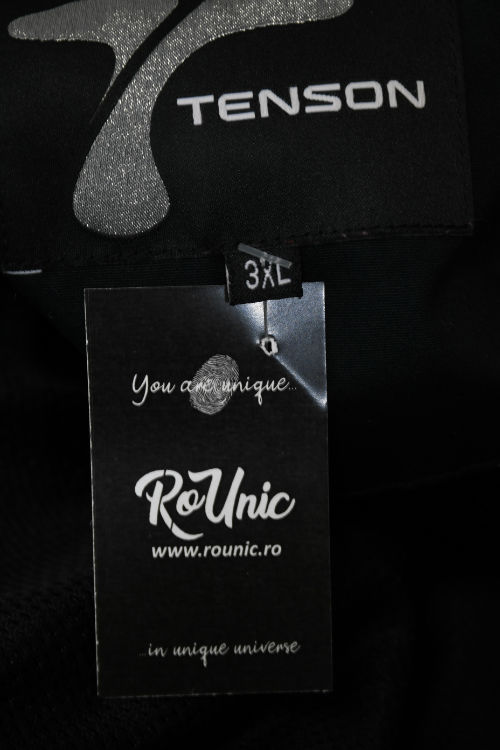 TENSON
3XL
You are unique...
RoUnic
www.rounic.ro
...in unique universe